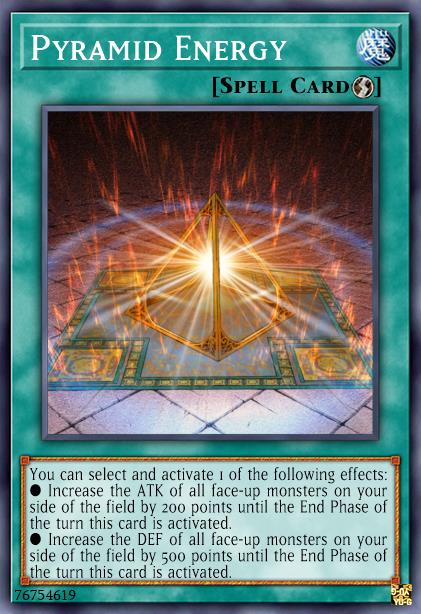 Pyramid Energy
[Spell Card]
You can select and activate 1 of the following effects:
● Increase the ATK of all face-up monsters on your
side of the field by 200 points until the End Phase of
the turn this card is activated.
● Increase the DEF of all face-up monsters on your
side of the field by 500 points until the End Phase of
the turn this card is activated.
76754619